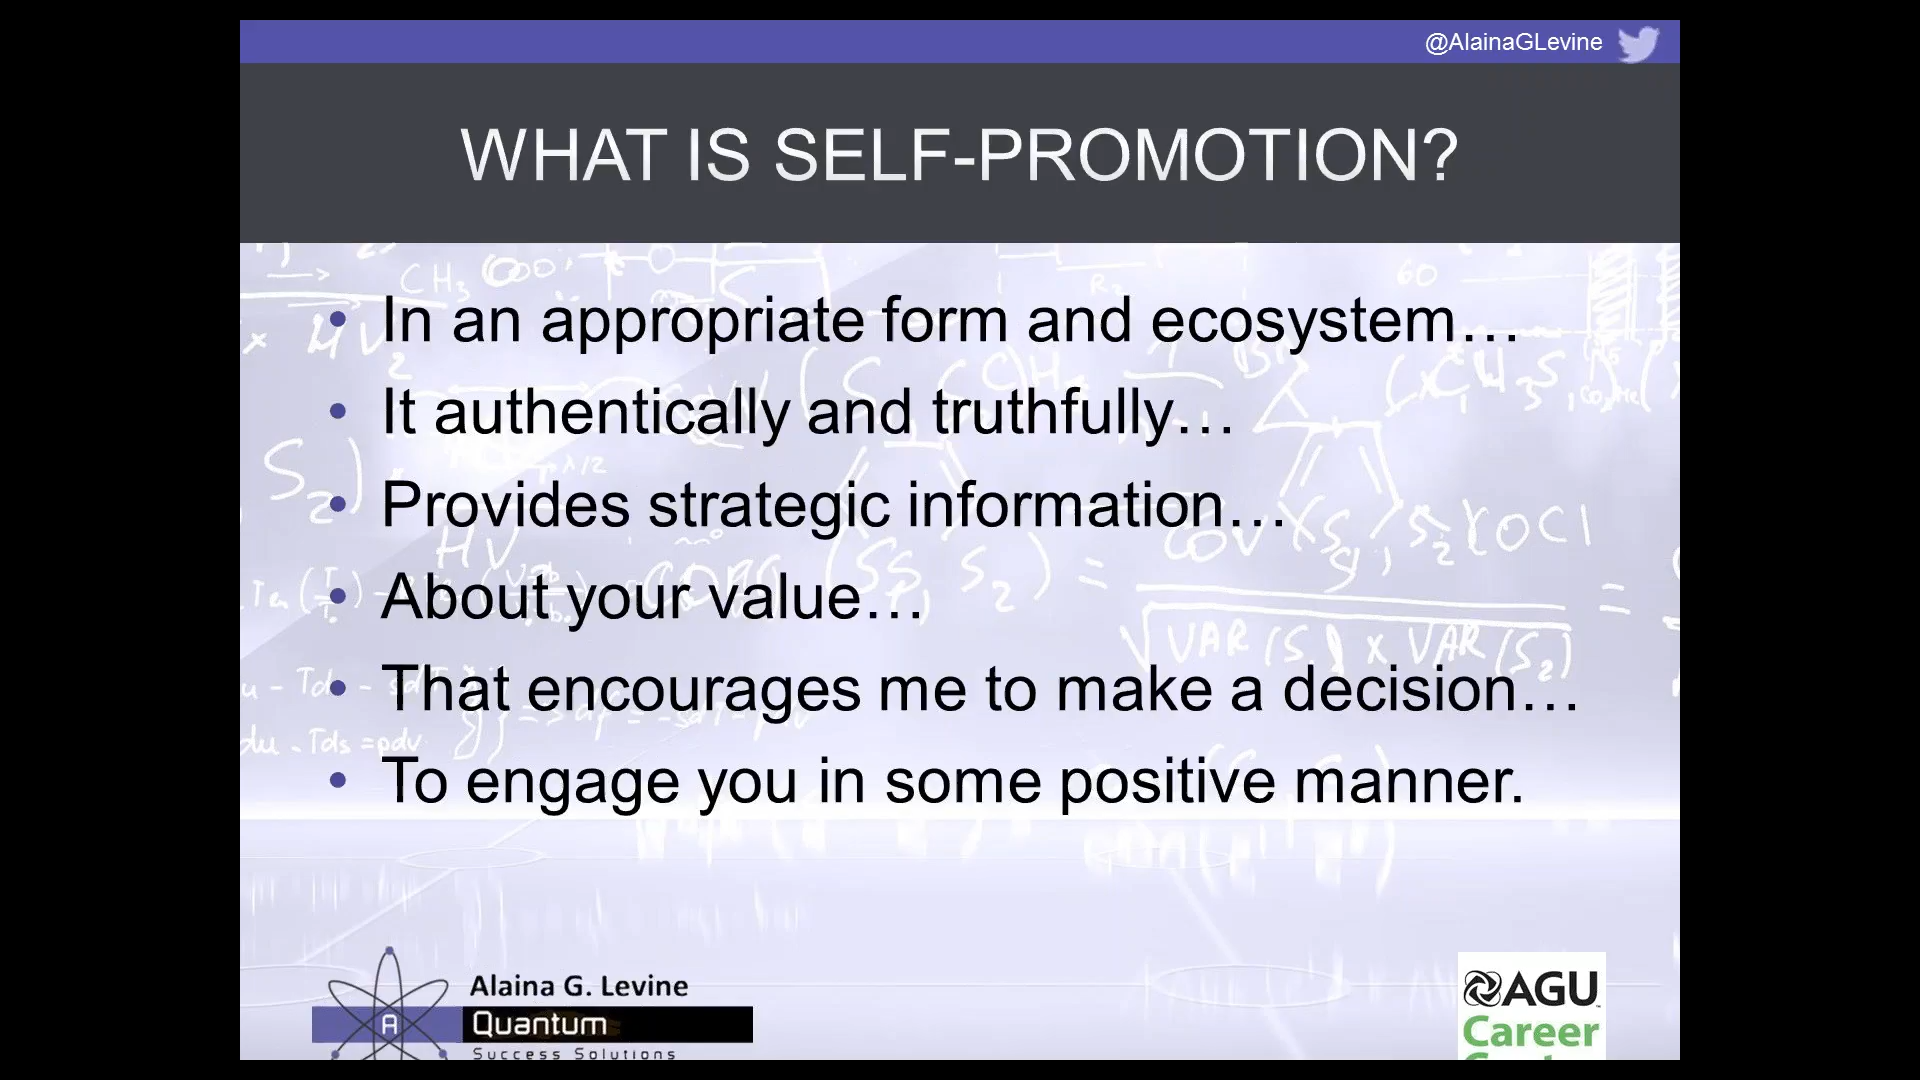 @AlainaGLevine
WHAT IS SELF-PROMOTION?
• In an appropriate form and ecosystem…
• It authentically and truthfully…
• Provides strategic information…
• About your value…
• That encourages me to make a decision…
• To engage you in some positive manner.
Alaina G. Levine
A
Quantum
Success Solutions
AGU
Career